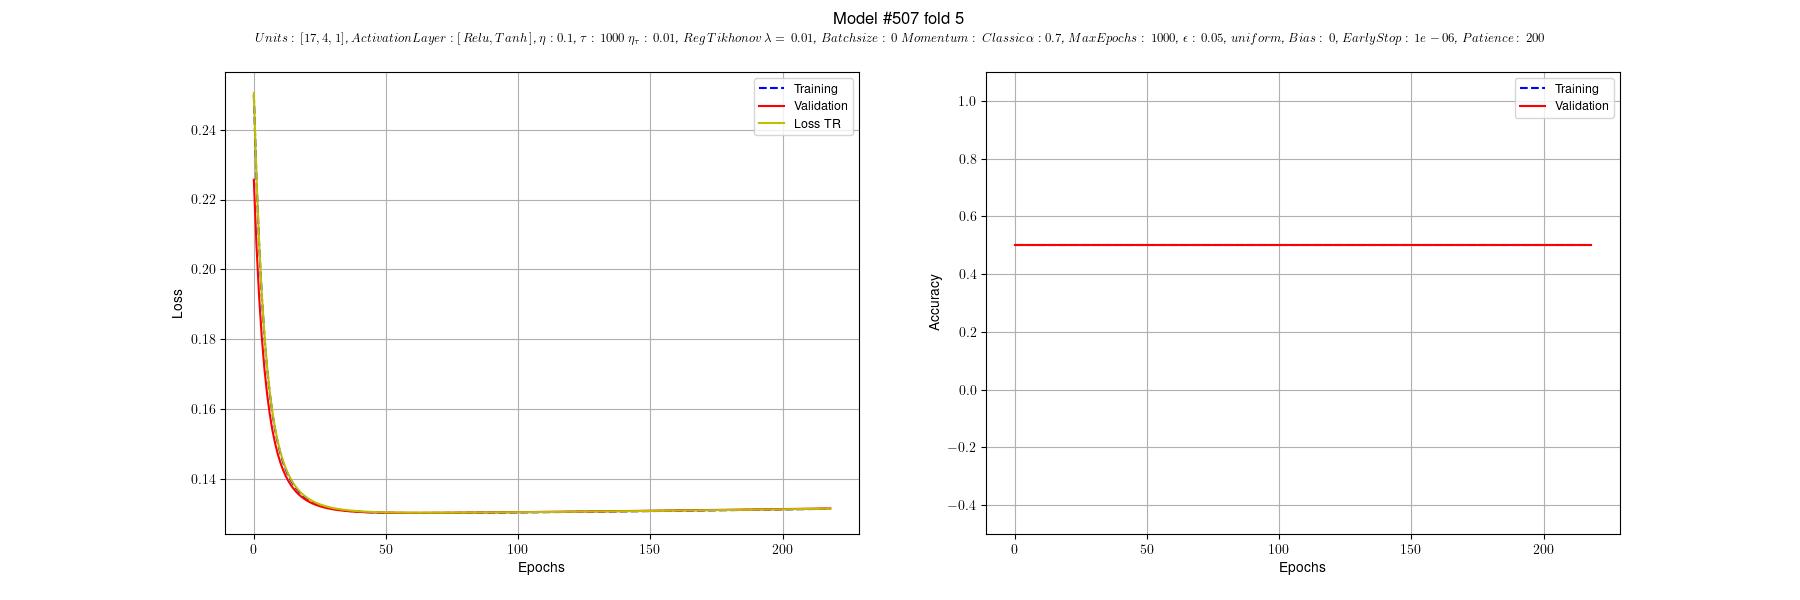 Model #507 fold 5
Units : [17, 4, 1], ActivationLayer : [Relu, Tanh], η : 0.1, τ : 1000 ητ : 0.01, RegTikhonov λ = 0.01, Batchsize : 0 Momentum : Classic α : 0.7, MaxEpochs : 1000, ϵ : 0.05, uniform, Bias : 0, EarlyStop : 1e − 06, Patience : 200
Training
Validation
Loss TR
0.24
0.22
0.20
0.18
0.16
0.14
Loss
0
50
100
150
200
Epochs
Training
Validation
1.0
0.8
0.6
0.4
0.2
0.0
−0.2
−0.4
Accuracy
0
50
100
150
200
Epochs